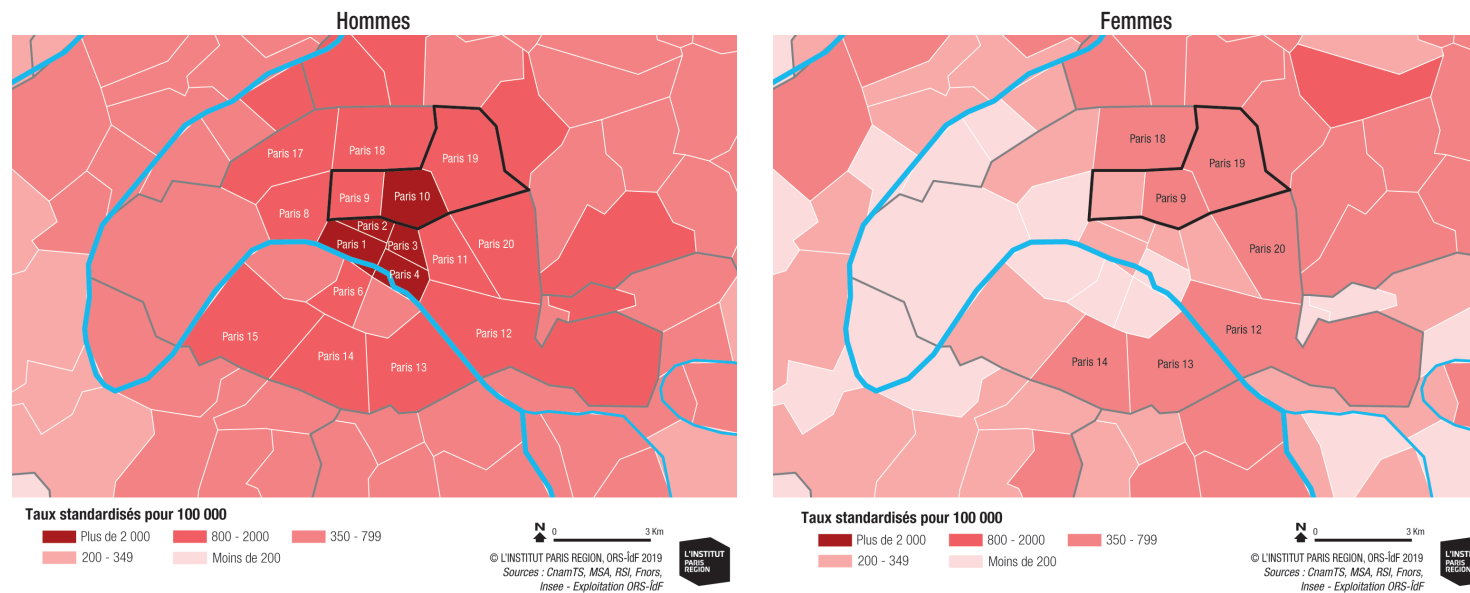 Hommes
Paris 17
Paris 18
Paris 19
Paris 9
Paris 10
Paris 8
Paris 2
Paris 1
Paris 3
Paris 20
Paris 11
Paris 4
Paris 6
Paris 15
Paris 12
Paris 14
Paris 13
Taux standardisés pour 100 000
Plus de 2 000
800 - 2000
350 - 799
200 - 349
Moins de 200
N
0
3 Km
© L'INSTITUT PARIS REGION, ORS-ÎdF 2019
Sources : CnamTS, MSA, RSI, Fnors,
Insee - Exploitation ORS-ÎdF
L'INSTITUT
PARIS
REGION
Femmes
Paris 18
Paris 19
Paris 9
Paris 20
Paris 12
Paris 14
Paris 13
Taux standardisés pour 100 000
Plus de 2 000
800 - 2000
350 - 799
200 - 349
Moins de 200
N
0
3 Km
© L'INSTITUT PARIS REGION, ORS-ÎdF 2019
Sources : CnamTS, MSA, RSI, Fnors,
Insee - Exploitation ORS-ÎdF
L'INSTITUT
PARIS
REGION